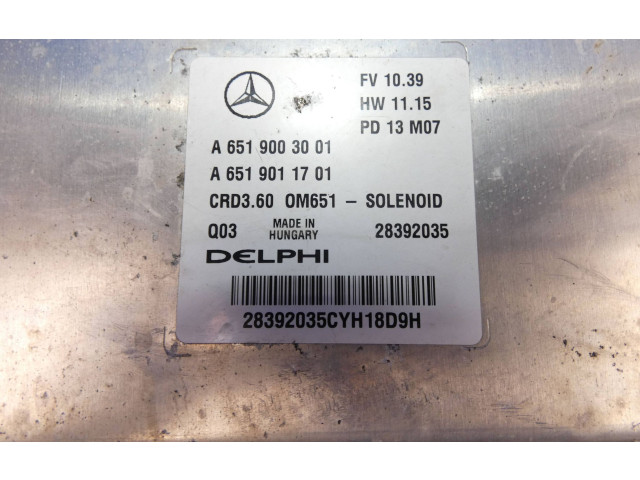 FV 10.39
HW 11.15
PD 13 M07
A 651 900 30 01
A 651 901 17 01
CRD3.60 OM651 – SOLENOID
Q03 MADE IN HUNGARY 28392035
DELPHI
28392035CYH18D9H